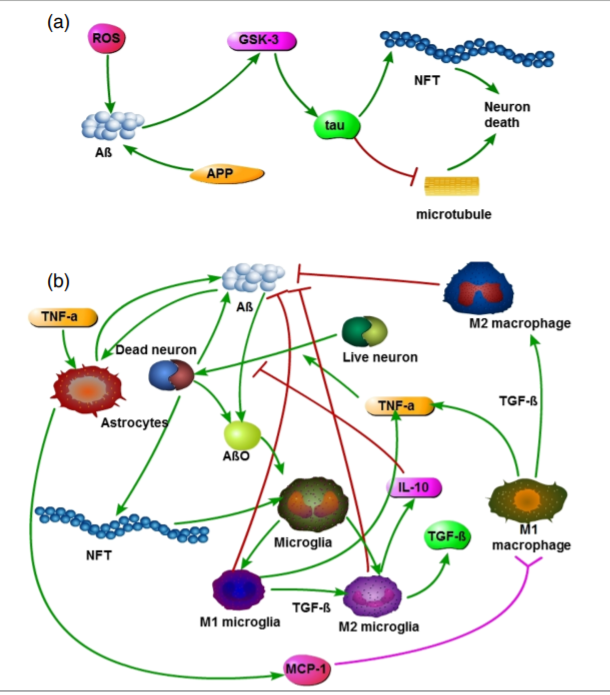 (a)
ROS
GSK-3
NFT
Neuron
death
tau
Aß
APP
microtubule
(b)
Aß
TNF-a
M2 macrophage
Dead neuron
Live neuron
TGF-ß
TNF-a
Astrocytes
AßO
IL-10
TGF-ß
M1
macrophage
Microglia
NFT
M1 microglia
TGF-ß
M2 microglia
MCP-1